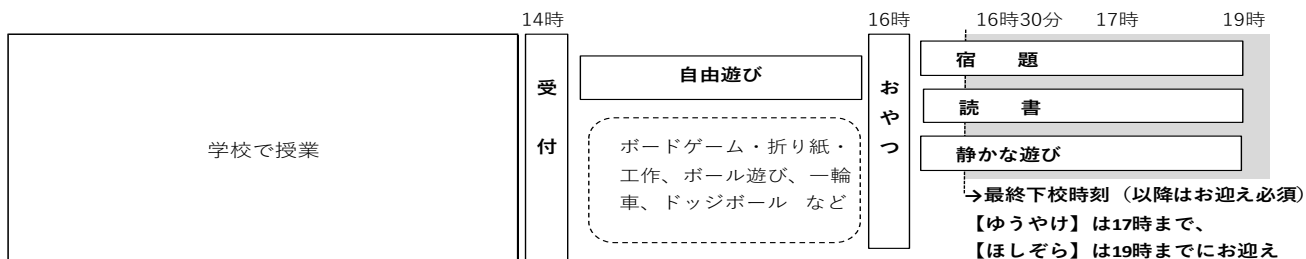 14時
16時
16時30分
17時
19時
学校で授業
受付
自由遊び
ボードゲーム・折り紙・
工作、ボール遊び、一輪
車、ドッジボール など
おやつ
宿 題
読 書
静かな遊び
→最終下校時刻（以降はお迎え必須）
【ゆうやけ】は17時まで、
【ほしぞら】は19時までにお迎え